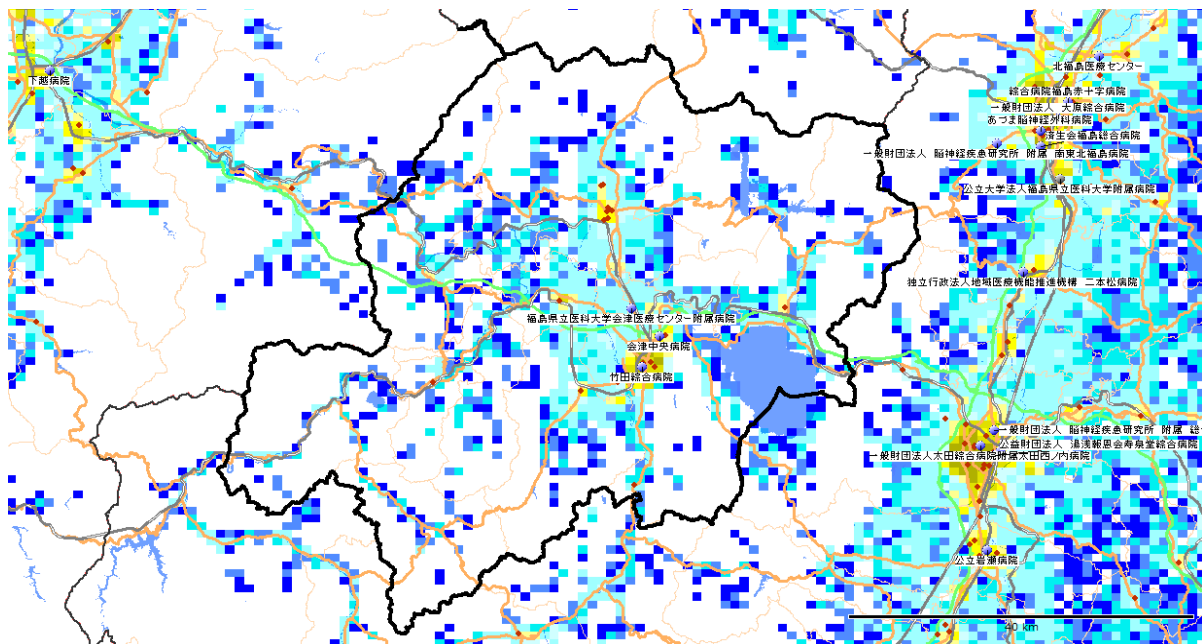 北福島医療センター
下越病院
綜合病院福島赤十字病院
一般財団法人 大原綜合病院
あづま脳神経外科病院
済生会福島総合病院
一般財団法人 脳神経疾患研究所 附属 南東北福島病院
公立大学法人福島県立医科大学附属病院
独立行政法人地域医療機能推進機構 二本松病院
福島県立医科大学会津医療センター附属病院
会津中央病院
竹田綜合病院
一般財団法人 脳神経疾患研究所 附属 総
公益財団法人 湯浅報恩会寿泉堂綜合病院
一般財団法人太田綜合病院附属太田西ノ内病院
公立岩瀬病院
40 km